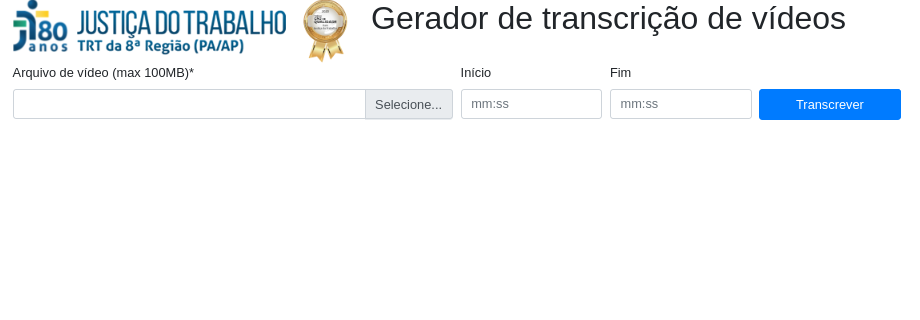 80 anos
JUSTIÇA DO TRABALHO
TRT da 8ª Região (PA/AP)
Gerador de transcrição de vídeos
Arquivo de vídeo (max 100MB)*
Início
Fim
Selecione...
mm:ss
mm:ss
Transcrever